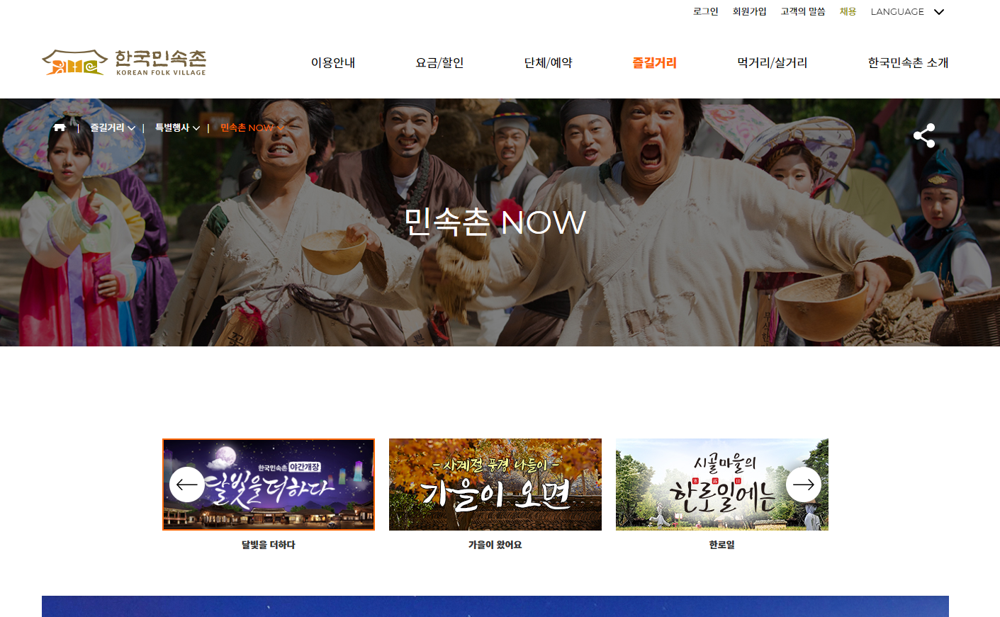 로그인 회원가입 고객의 말씀 채용 LANGUAGE
한국민속촌
KOREAN FOLK VILLAGE
이용안내 요금/할인 단체/예약 즐길거리 먹거리/살거리 한국민속촌 소개
즐길거리 | 특별행사 | 민속촌 NOW
민속촌 NOW
한국민속촌 야간개장
달빛을 더하다
- 사계절 풍경 나들이 -
가을이 오면
시골마을의
寒露日
한로일에는
달빛을 더하다
가을이 왔어요
한로일